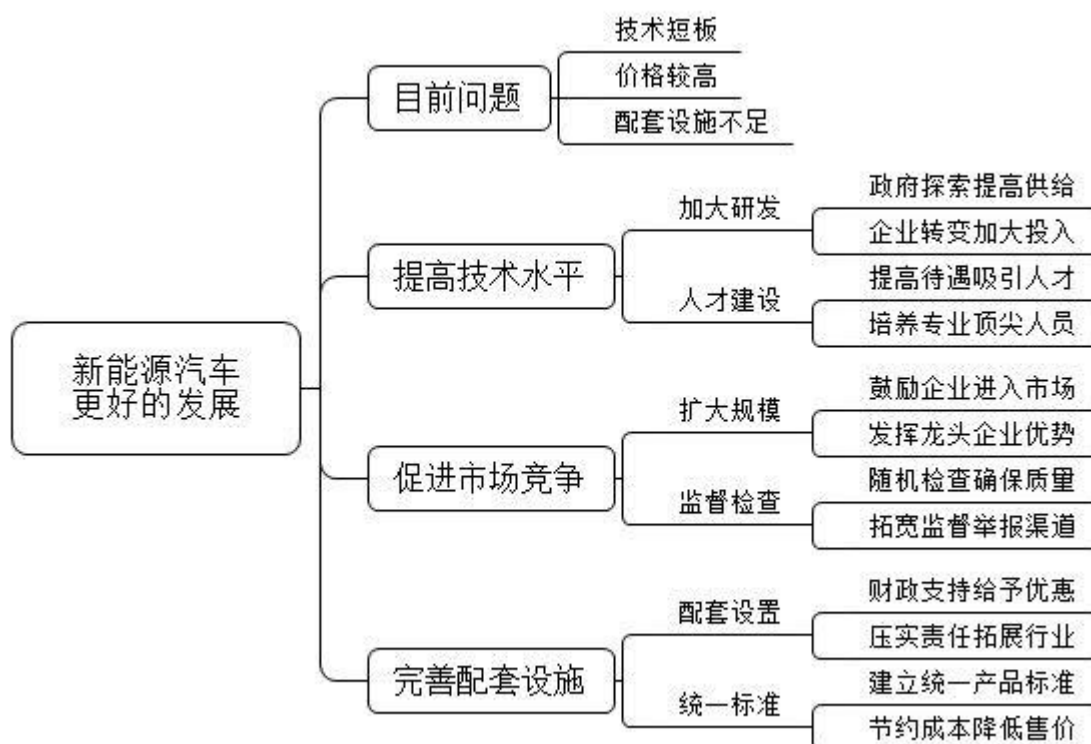 新能源汽车
更好的发展
目前问题
技术短板
价格较高
配套设施不足
提高技术水平
加大研发
政府探索提高供给
企业转变加大投入
人才建设
提高待遇吸引人才
培养专业顶尖人员
促进市场竞争
扩大规模
鼓励企业进入市场
发挥龙头企业优势
监督检查
随机检查确保质量
拓宽监督举报渠道
完善配套设施
配套设置
财政支持给予优惠
压实责任拓展行业
统一标准
建立统一产品标准
节约成本降低售价